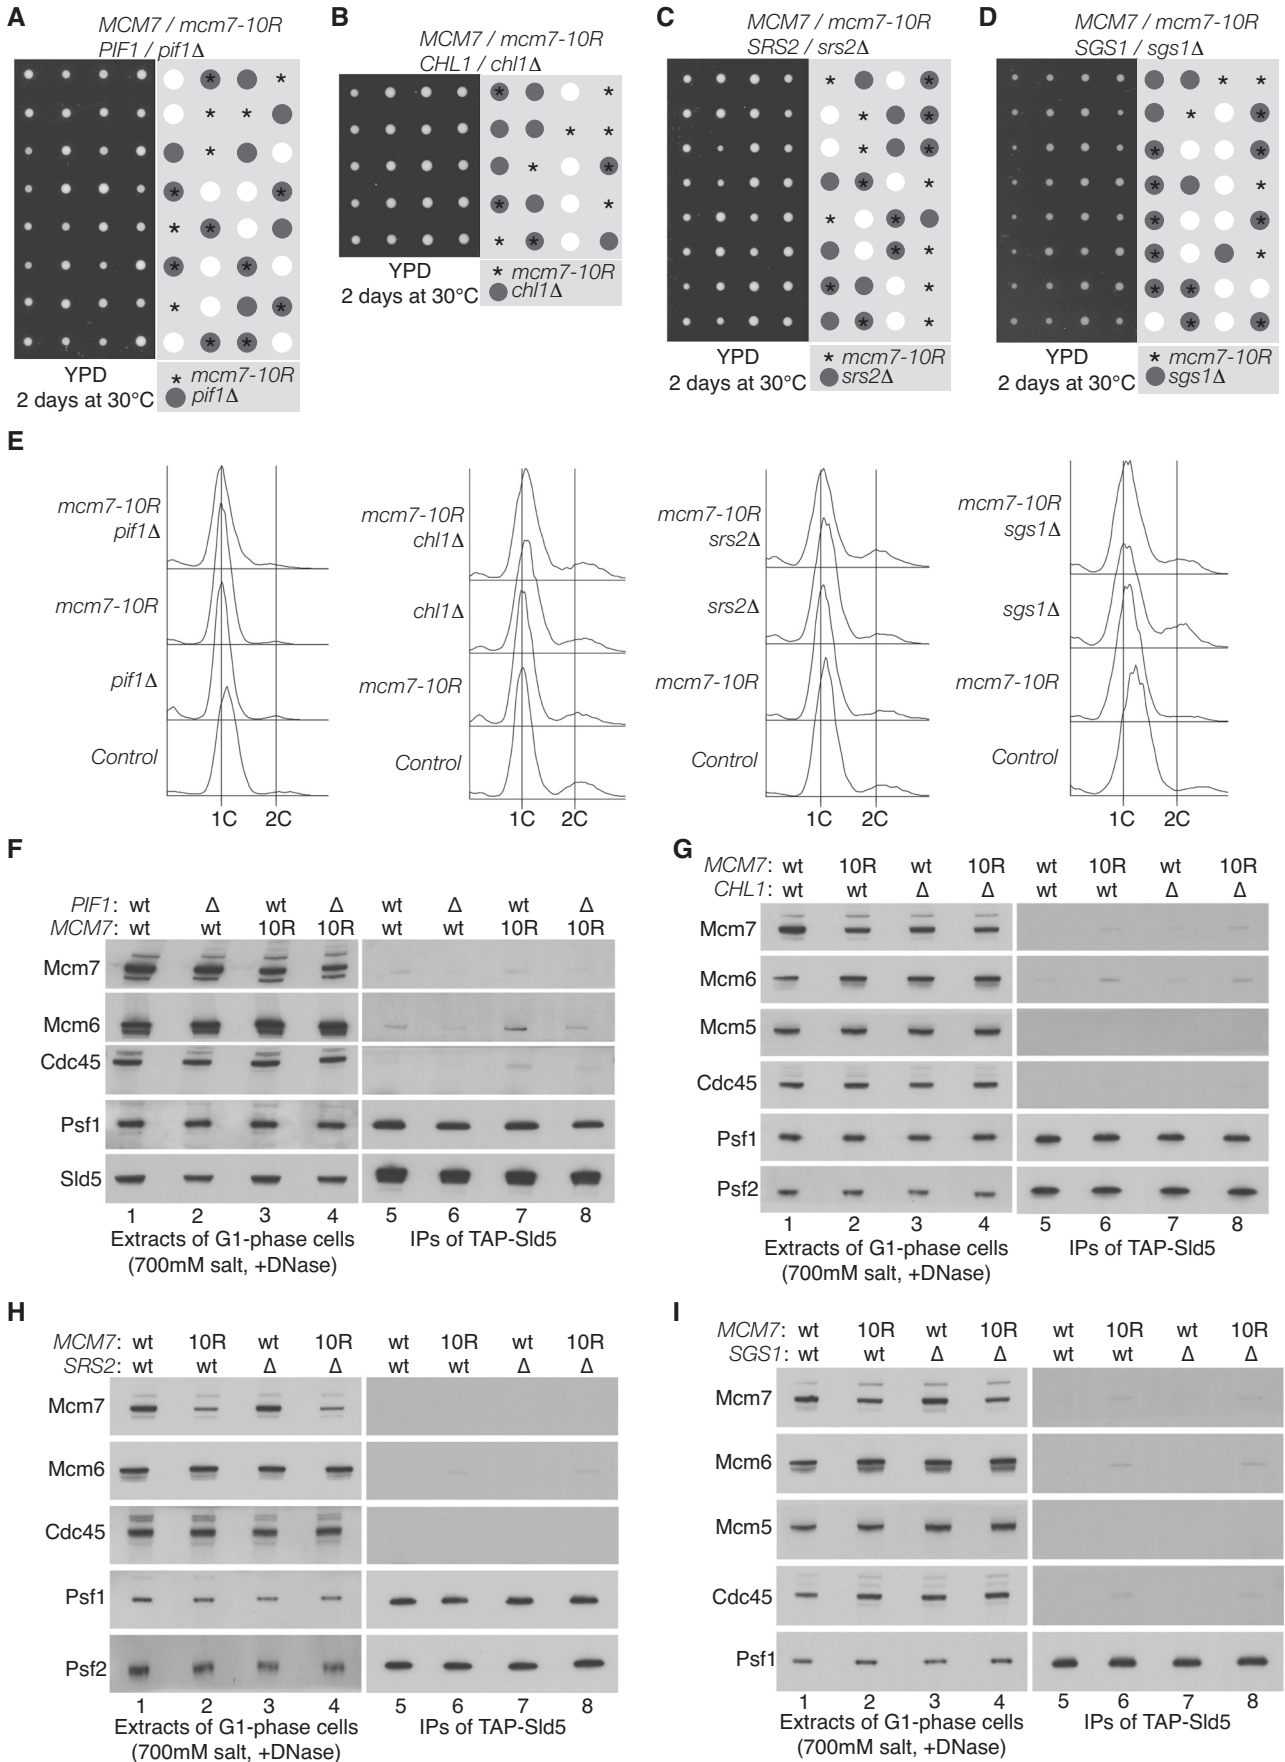 A
MCM7 / mcm7-10R
PIF1 / pif1Δ
* * 
* *
*
* *
* *
* *
* *
* *
YPD
2 days at 30°C
* mcm7-10R
pif1Δ
B
MCM7 / mcm7-10R
CHL1 / chl1Δ
* *
* *
* *
* *
* *
YPD
2 days at 30°C
* mcm7-10R
chl1Δ
C
MCM7 / mcm7-10R
SRS2 / srs2Δ
* *
* *
* *
* *
* *
* *
* *
* *
YPD
2 days at 30°C
* mcm7-10R
srs2Δ
D
MCM7 / mcm7-10R
SGS1 / sgs1Δ
* *
* *
* *
* *
* *
* *
* *
* *
YPD
2 days at 30°C
* mcm7-10R
sgs1Δ
E
mcm7-10R
pif1Δ
mcm7-10R
pif1Δ
Control
1C 2C
mcm7-10R
chl1Δ
chl1Δ
mcm7-10R
Control
1C 2C
mcm7-10R
srs2Δ
srs2Δ
mcm7-10R
Control
1C 2C
mcm7-10R
sgs1Δ
sgs1Δ
mcm7-10R
Control
1C 2C
F
PIF1: wt Δ wt Δ wt Δ wt Δ
MCM7: wt wt 10R 10R wt wt 10R 10R
Mcm7
Mcm6
Cdc45
Psf1
Sld5
1 2 3 4 5 6 7 8
Extracts of G1-phase cells IPs of TAP-Sld5
(700mM salt, +DNase)
G
MCM7: wt 10R wt 10R wt 10R wt 10R
CHL1: wt wt Δ Δ wt wt Δ Δ
Mcm7
Mcm6
Mcm5
Cdc45
Psf1
Psf2
1 2 3 4 5 6 7 8
Extracts of G1-phase cells IPs of TAP-Sld5
(700mM salt, +DNase)
H
MCM7: wt 10R wt 10R wt 10R wt 10R
SRS2: wt wt Δ Δ wt wt Δ Δ
Mcm7
Mcm6
Cdc45
Psf1
Psf2
1 2 3 4 5 6 7 8
Extracts of G1-phase cells IPs of TAP-Sld5
(700mM salt, +DNase)
I
MCM7: wt 10R wt 10R wt 10R wt 10R
SGS1: wt wt Δ Δ wt wt Δ Δ
Mcm7
Mcm6
Mcm5
Cdc45
Psf1
1 2 3 4 5 6 7 8
Extracts of G1-phase cells IPs of TAP-Sld5
(700mM salt, +DNase)